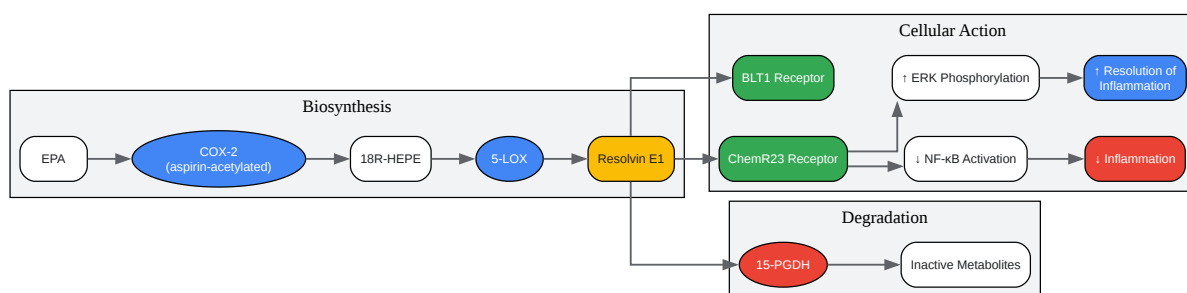 Cellular Action
BLT1 Receptor
↑ ERK Phosphorylation
↑ Resolution of
Inflammation
Biosynthesis
EPA
COX-2
(aspirin-acetylated)
18R-HEPE
5-LOX
Resolvin E1
ChemR23 Receptor
↓ NF-κB Activation
↓ Inflammation
Degradation
15-PGDH
Inactive Metabolites